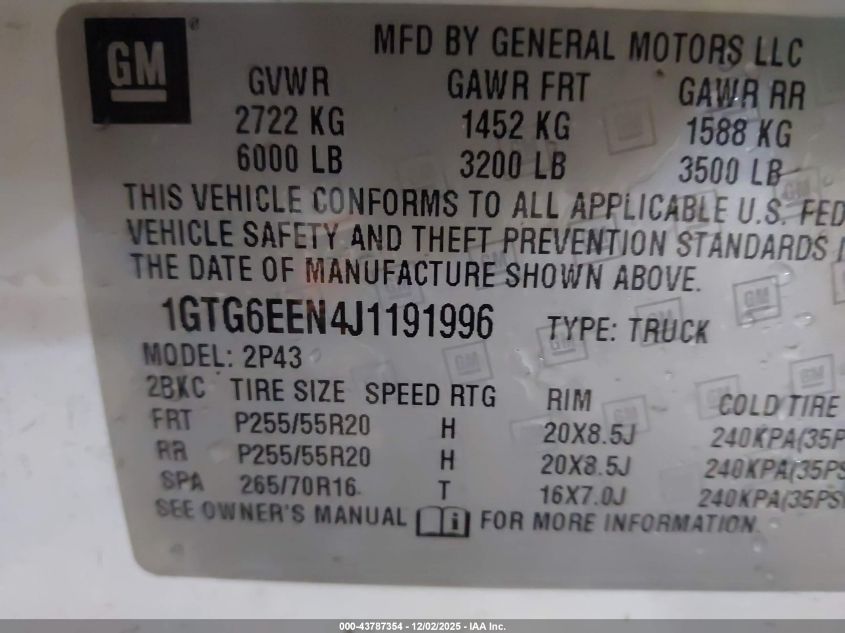 GM ®
MFD BY GENERAL MOTORS LLC
GVWR GAWR FRT GAWR RR
2722 KG 1452 KG 1588 KG
6000 LB 3200 LB 3500 LB
THIS VEHICLE CONFORMS TO ALL APPLICABLE U.S. FED
VEHICLE SAFETY AND THEFT PREVENTION STANDARDS I
THE DATE OF MANUFACTURE SHOWN ABOVE.
1GTG6EEN4J1191996 TYPE: TRUCK
MODEL: 2P43
2BKC TIRE SIZE SPEED RTG RIM COLD TIRE
FRT P255/55R20 H 20X8.5J 240KPA(35P
RR P255/55R20 H 20X8.5J 240KPA(35PS
SPA 265/70R16 T 16X7.0J 240KPA(35PSI
SEE OWNER'S MANUAL i FOR MORE INFORMATION.
000-43787354 - 12/02/2025 - IAA Inc.